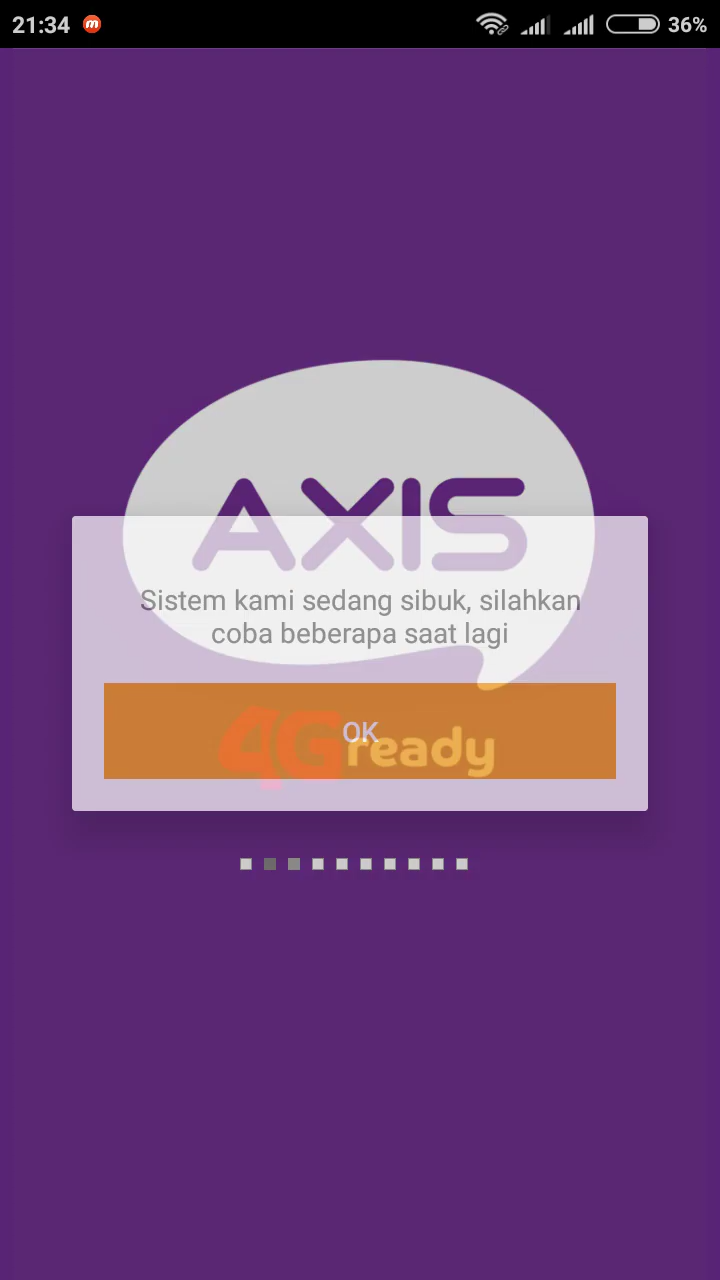 21:34
36%
AXIS
Sistem kami sedang sibuk, silahkan
coba beberapa saat lagi
OK
4Gready